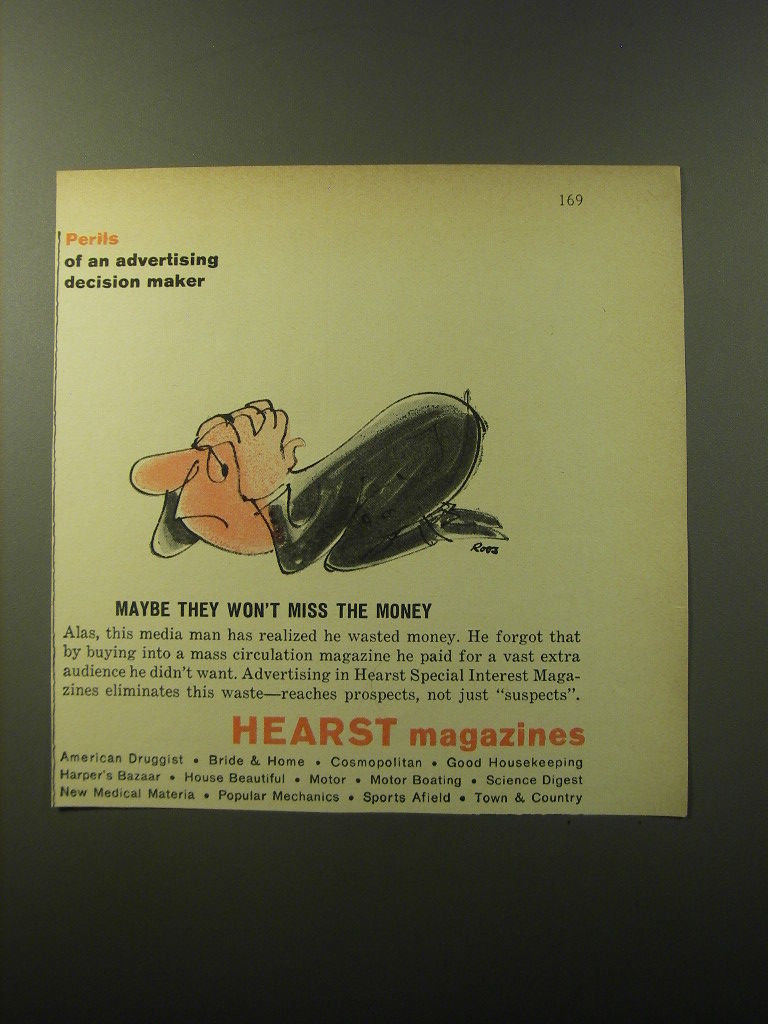 169
Perils
of an advertising
decision maker
Roos
MAYBE THEY WON'T MISS THE MONEY
Alas, this media man has realized he wasted money. He forgot that
by buying into a mass circulation magazine he paid for a vast extra
audience he didn't want. Advertising in Hearst Special Interest Maga-
zines eliminates this waste—reaches prospects, not just "suspects".
HEARST magazines
American Druggist • Bride & Home • Cosmopolitan • Good Housekeeping
Harper's Bazaar • House Beautiful • Motor • Motor Boating • Science Digest
New Medical Materia • Popular Mechanics • Sports Afield • Town & Country